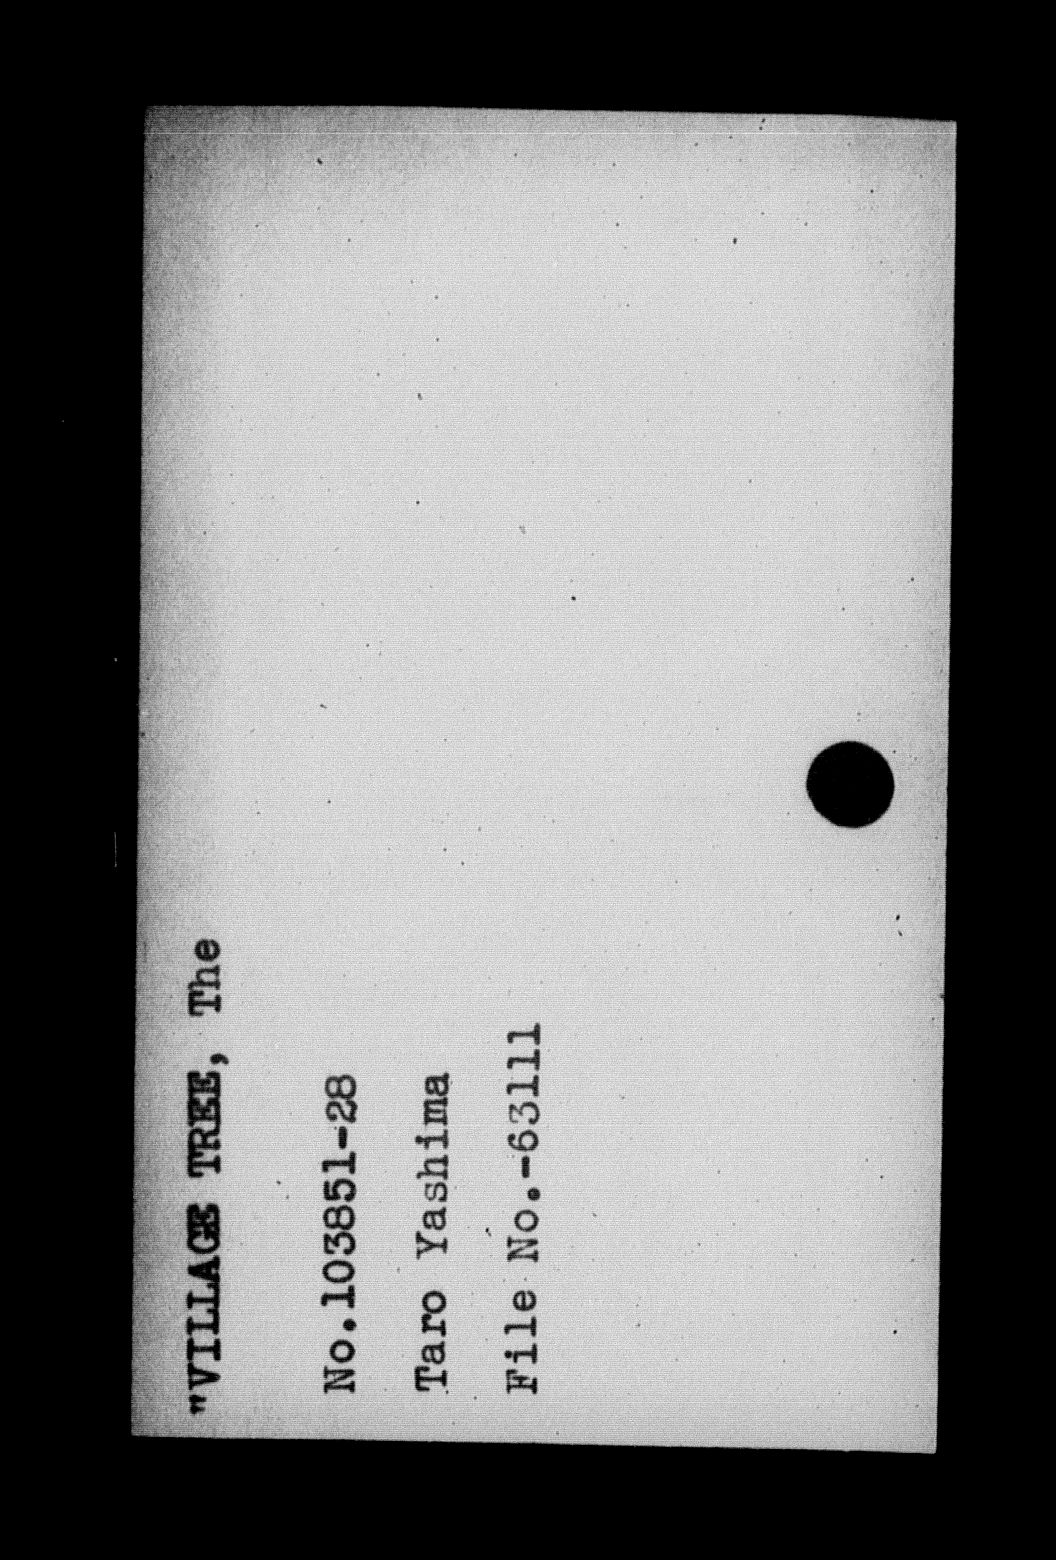 "VILLAGE TREE, The
No.103851-28
Taro Yashima
File No.-63111